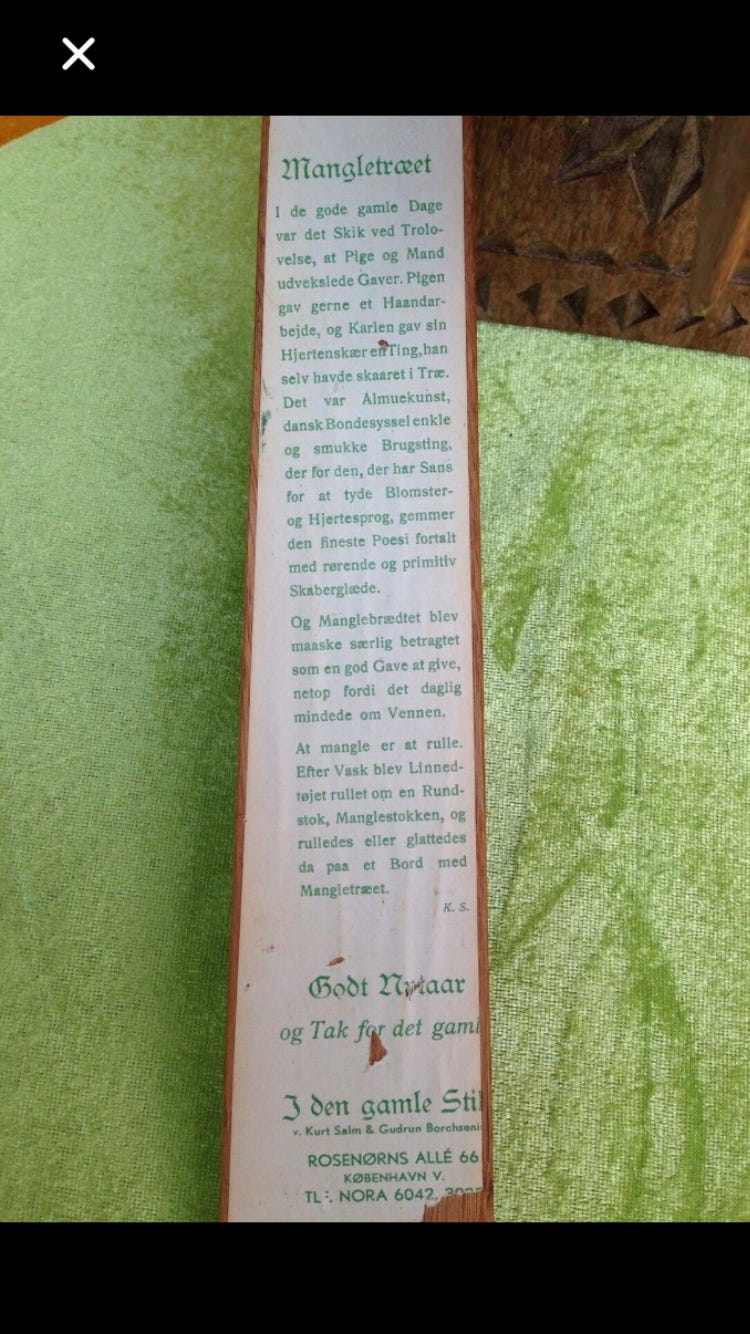 Mangletræet
I de gode gamle Dage
var det Skik ved Trolo-
velse, at Pige og Mand
udvekslede Gaver. Pigen
gav gerne et Haandar-
bejde, og Karlen gav sin
Hjertenskær en Ting, han
selv havde skaaret i Træ.
Det var Almuekunst,
dansk Bondesyssel enkle
og smukke Brugsting,
der for den, der har Sans
for at tyde Blomster-
og Hjertesprog, gemmer
den fineste Poesi fortalt
med rørende og primitiv
Skaberglæde.
Og Manglebrædtet blev
maaske særlig betragtet
som en god Gave at give,
netop fordi det daglig
mindede om Vennen.
At mangle er at rulle.
Efter Vask blev Linned-
tøjet rullet om en Rund-
stok, Manglestokken, og
rulledes eller glattedes
da paa et Bord med
Mangletræet.
K. S.
Godt Nytaar
og Tak for det gaml
I den gamle Stil
v. Kurt Salm & Gudrun
ROSENØRNS ALLÉ 66
KØBENHAVN V.
TL:. NORA 6042,